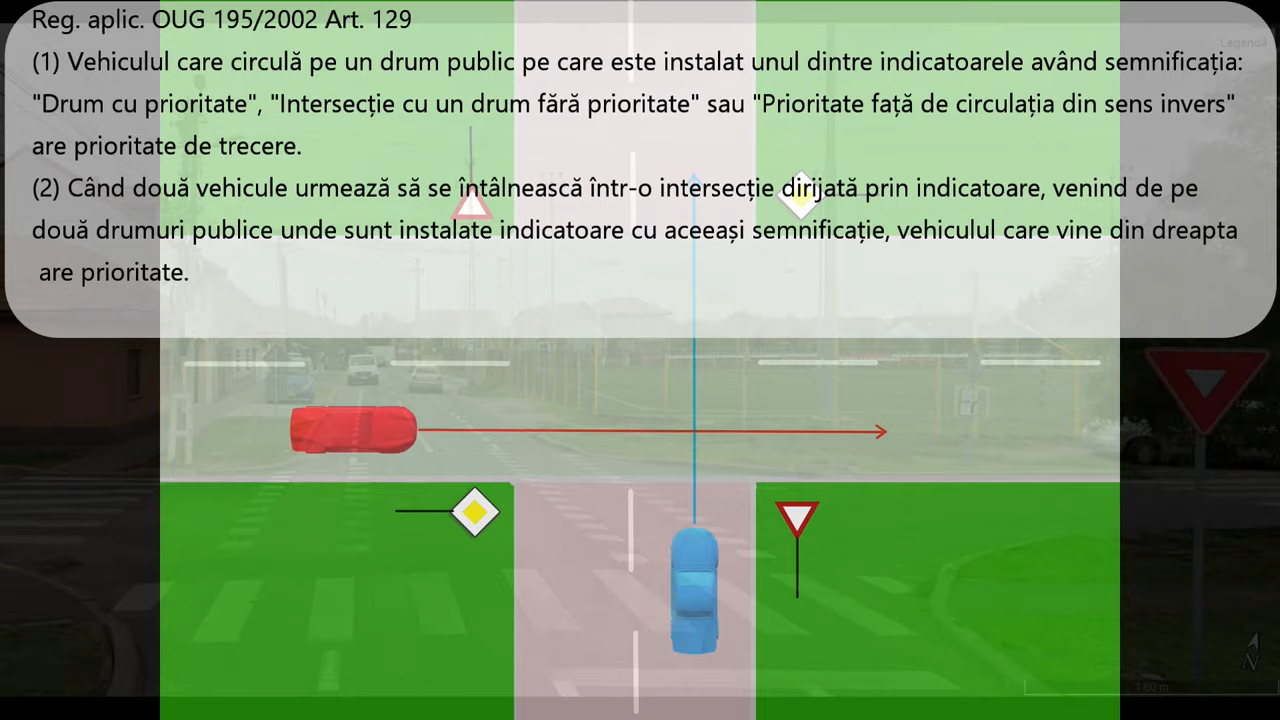 Reg. aplic. OUG 195/2002 Art. 129
Legenda
(1) Vehiculul care circulă pe un drum public pe care este instalat unul dintre indicatoarele având semnificația:
"Drum cu prioritate", "Intersecție cu un drum fără prioritate" sau "Prioritate față de circulația din sens invers"
are prioritate de trecere.
(2) Când două vehicule urmează să se întâlnească într-o intersecție dirijată prin indicatoare, venind de pe
două drumuri publice unde sunt instalate indicatoare cu aceeași semnificație, vehiculul care vine din dreapta
are prioritate.
N